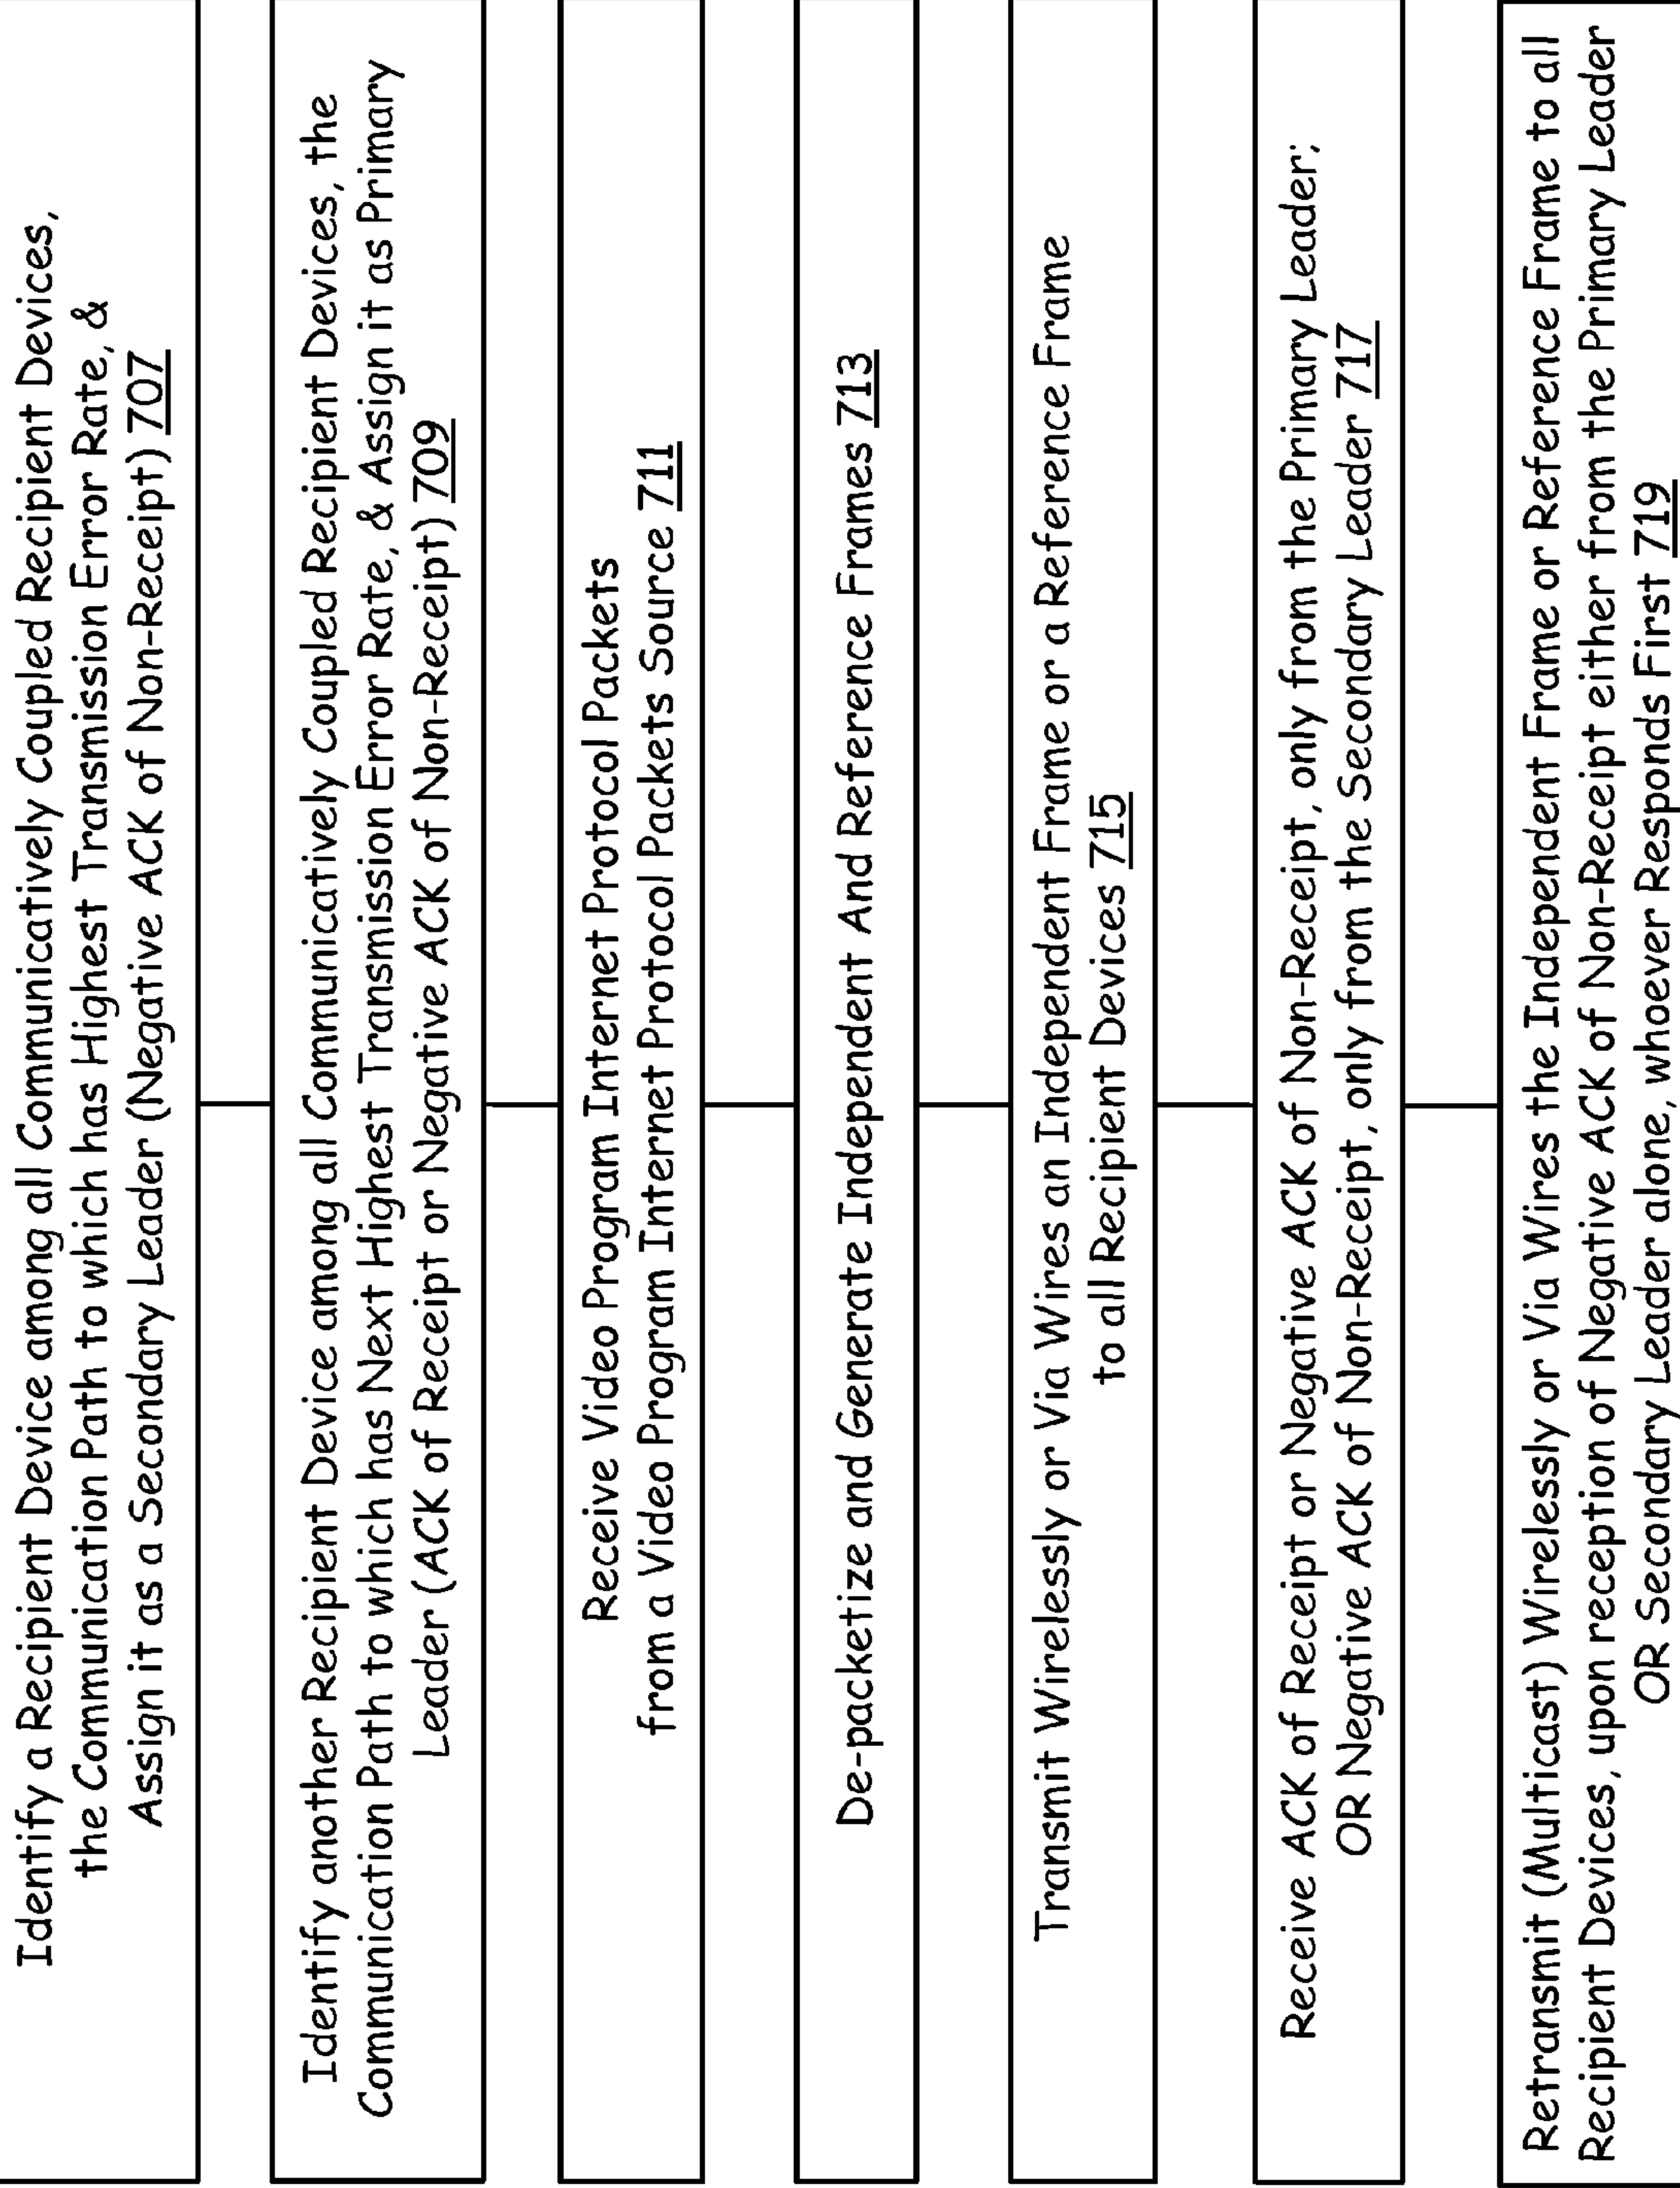 Identify a Recipient Device among all Communicatively Coupled Recipient Devices,
the Communication Path to which has Highest Transmission Error Rate, &
Assign it as a Secondary Leader (Negative ACK of Non-Receipt) 707
Identify another Recipient Device among all Communicatively Coupled Recipient Devices, the
Communication Path to which has Next Highest Transmission Error Rate, & Assign it as Primary
Leader (ACK of Receipt or Negative ACK of Non-Receipt) 709
Receive Video Program Internet Protocol Packets
from a Video Program Internet Protocol Packets Source 711
De-packetize and Generate Independent And Reference Frames 713
Transmit Wirelessly or Via Wires an Independent Frame or a Reference Frame
to all Recipient Devices 715
Receive ACK of Receipt or Negative ACK of Non-Receipt, only from the Primary Leader;
OR Negative ACK of Non-Receipt, only from the Secondary Leader 717
Retransmit (Multicast) Wirelessly or Via Wires the Independent Frame or Reference Frame to all
Recipient Devices, upon reception of Negative ACK of Non-Receipt either from the Primary Leader
OR Secondary Leader alone, whoever Responds First 719